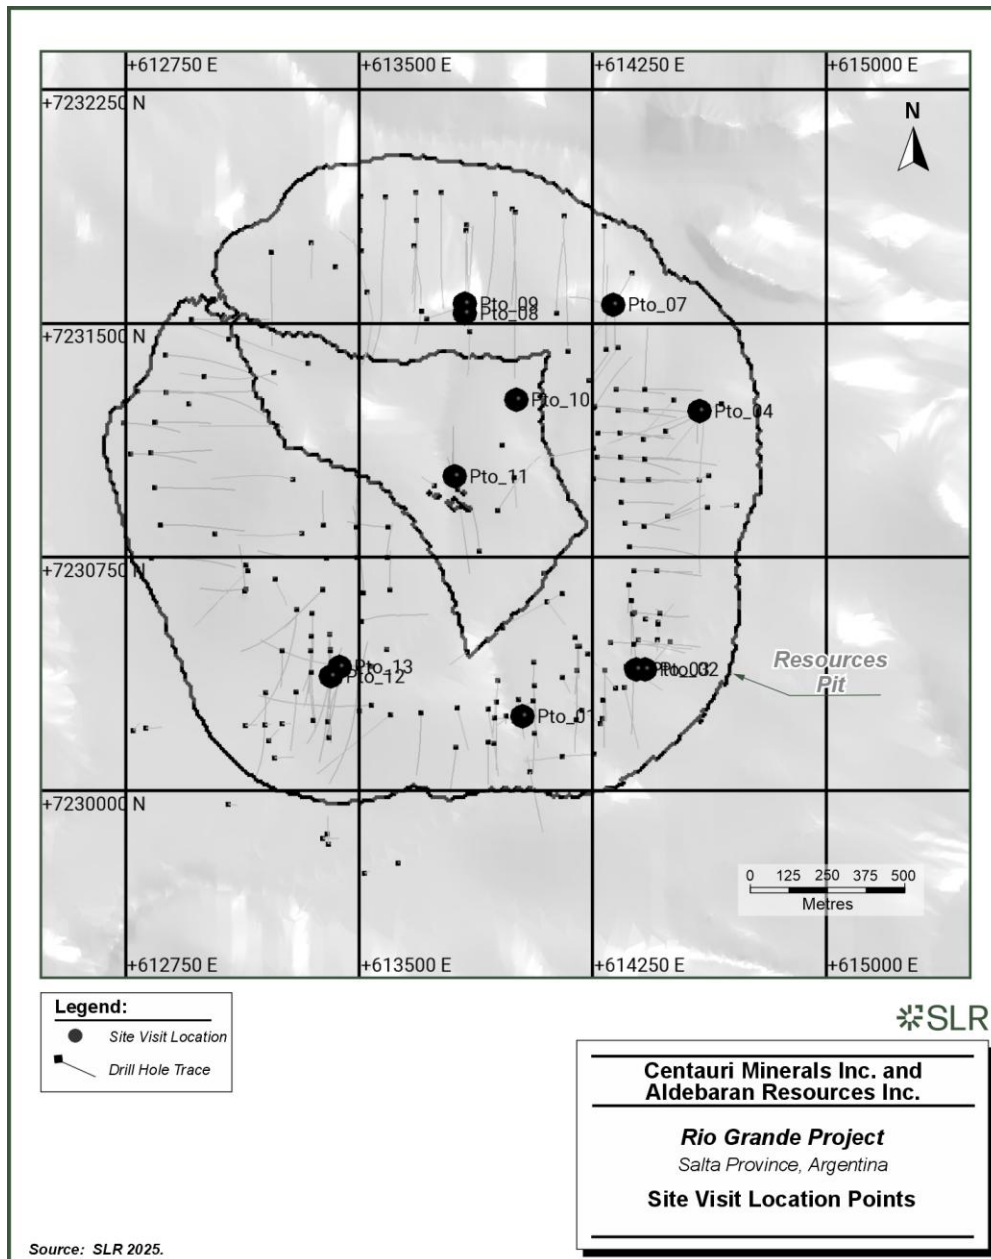 +612750 E
+613500 E
+614250 E
+615000 E
+7232250 N
N
Pto_09
Pto_08
Pto_07
+7231500 N
Pto_10
Pto_04
Pto_11
+7230750 N
Pto_13
Pto_12
Resources
Pit
Pto_01
+7230000 N
0 125 250 375 500
Metres
+612750 E
+613500 E
+614250 E
+615000 E
Legend:
Site Visit Location
Drill Hole Trace
SLR
Centauri Minerals Inc. and
Aldebaran Resources Inc.
Rio Grande Project
Salta Province, Argentina
Site Visit Location Points
Source: SLR 2025.